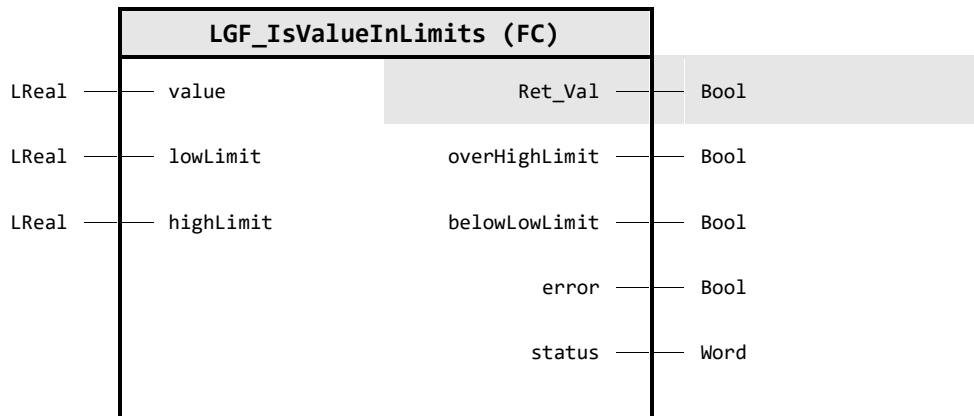 LGF_IsValueInLimits (FC)
LReal value Ret_Val Bool
LReal lowLimit overHighLimit Bool
LReal highLimit belowLowLimit Bool
error Bool
status Word